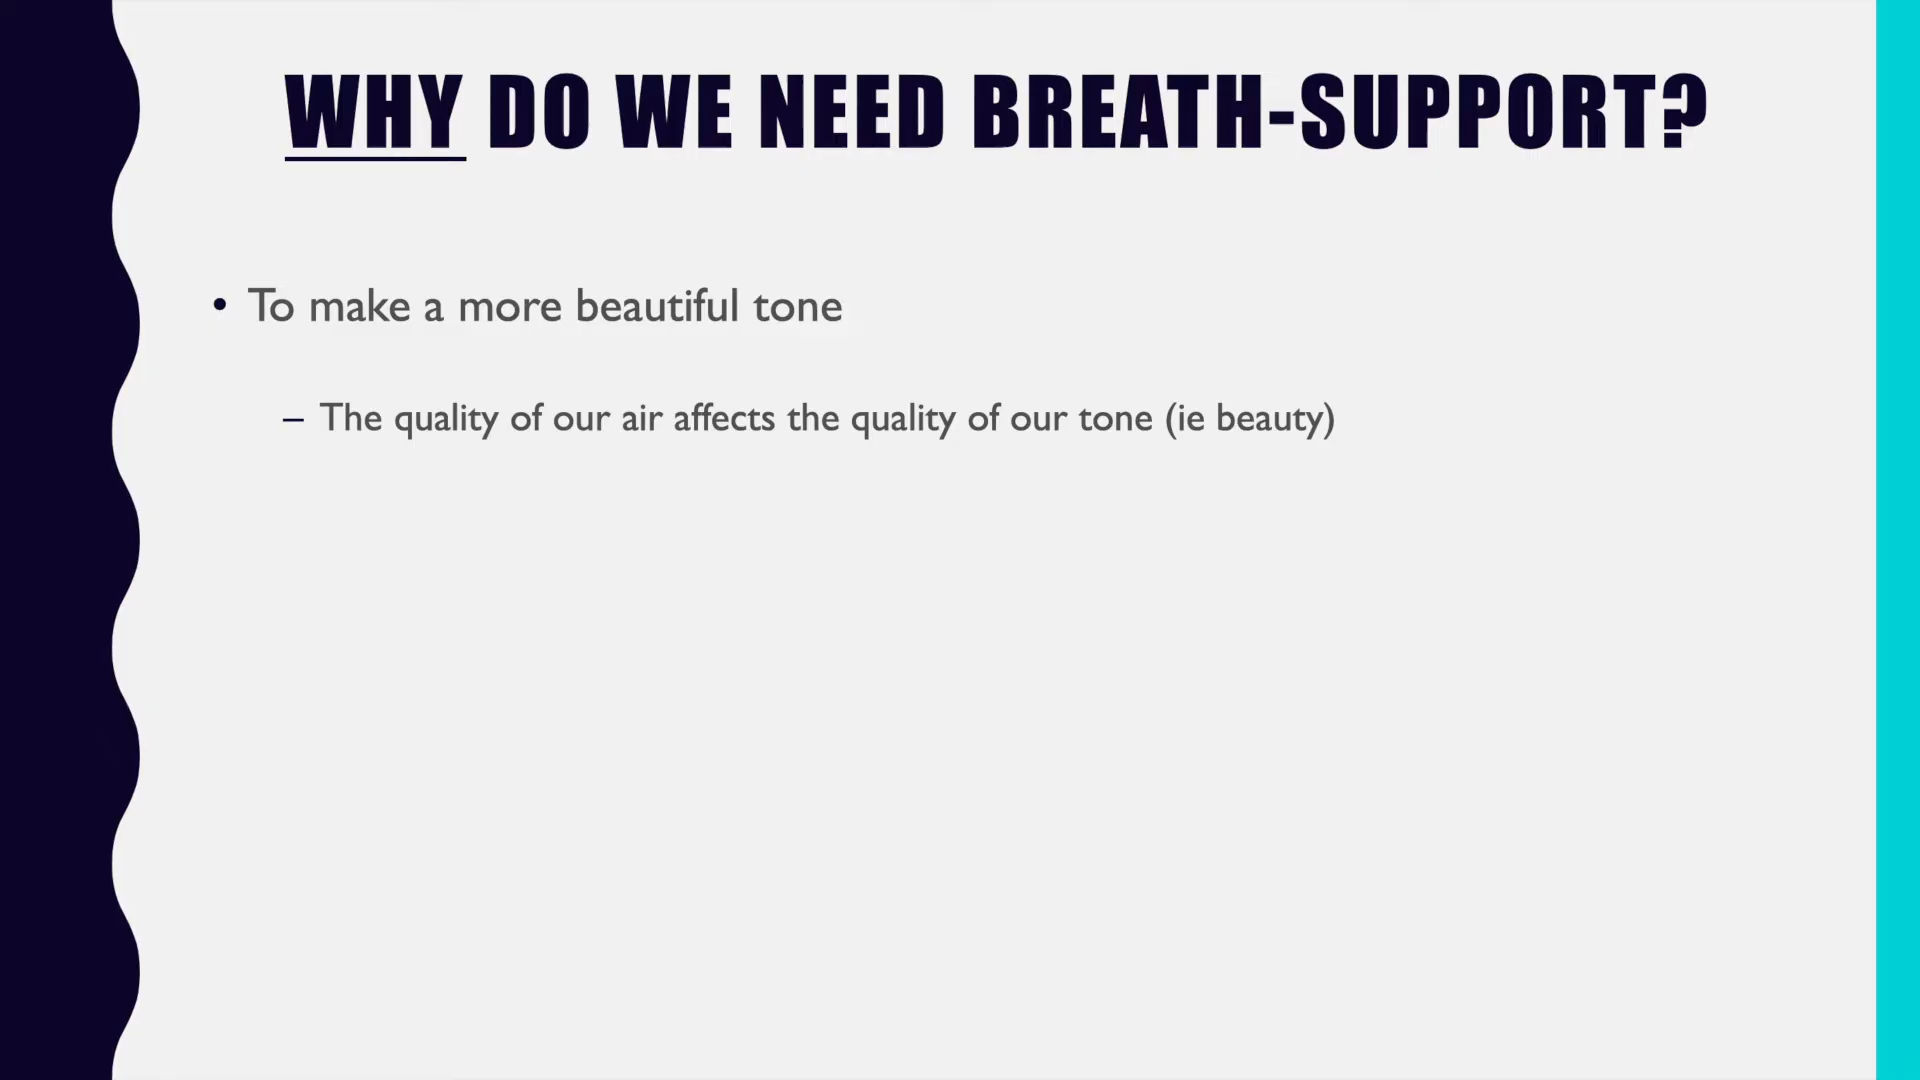 WHY DO WE NEED BREATH-SUPPORT?
• To make a more beautiful tone
– The quality of our air affects the quality of our tone (ie beauty)